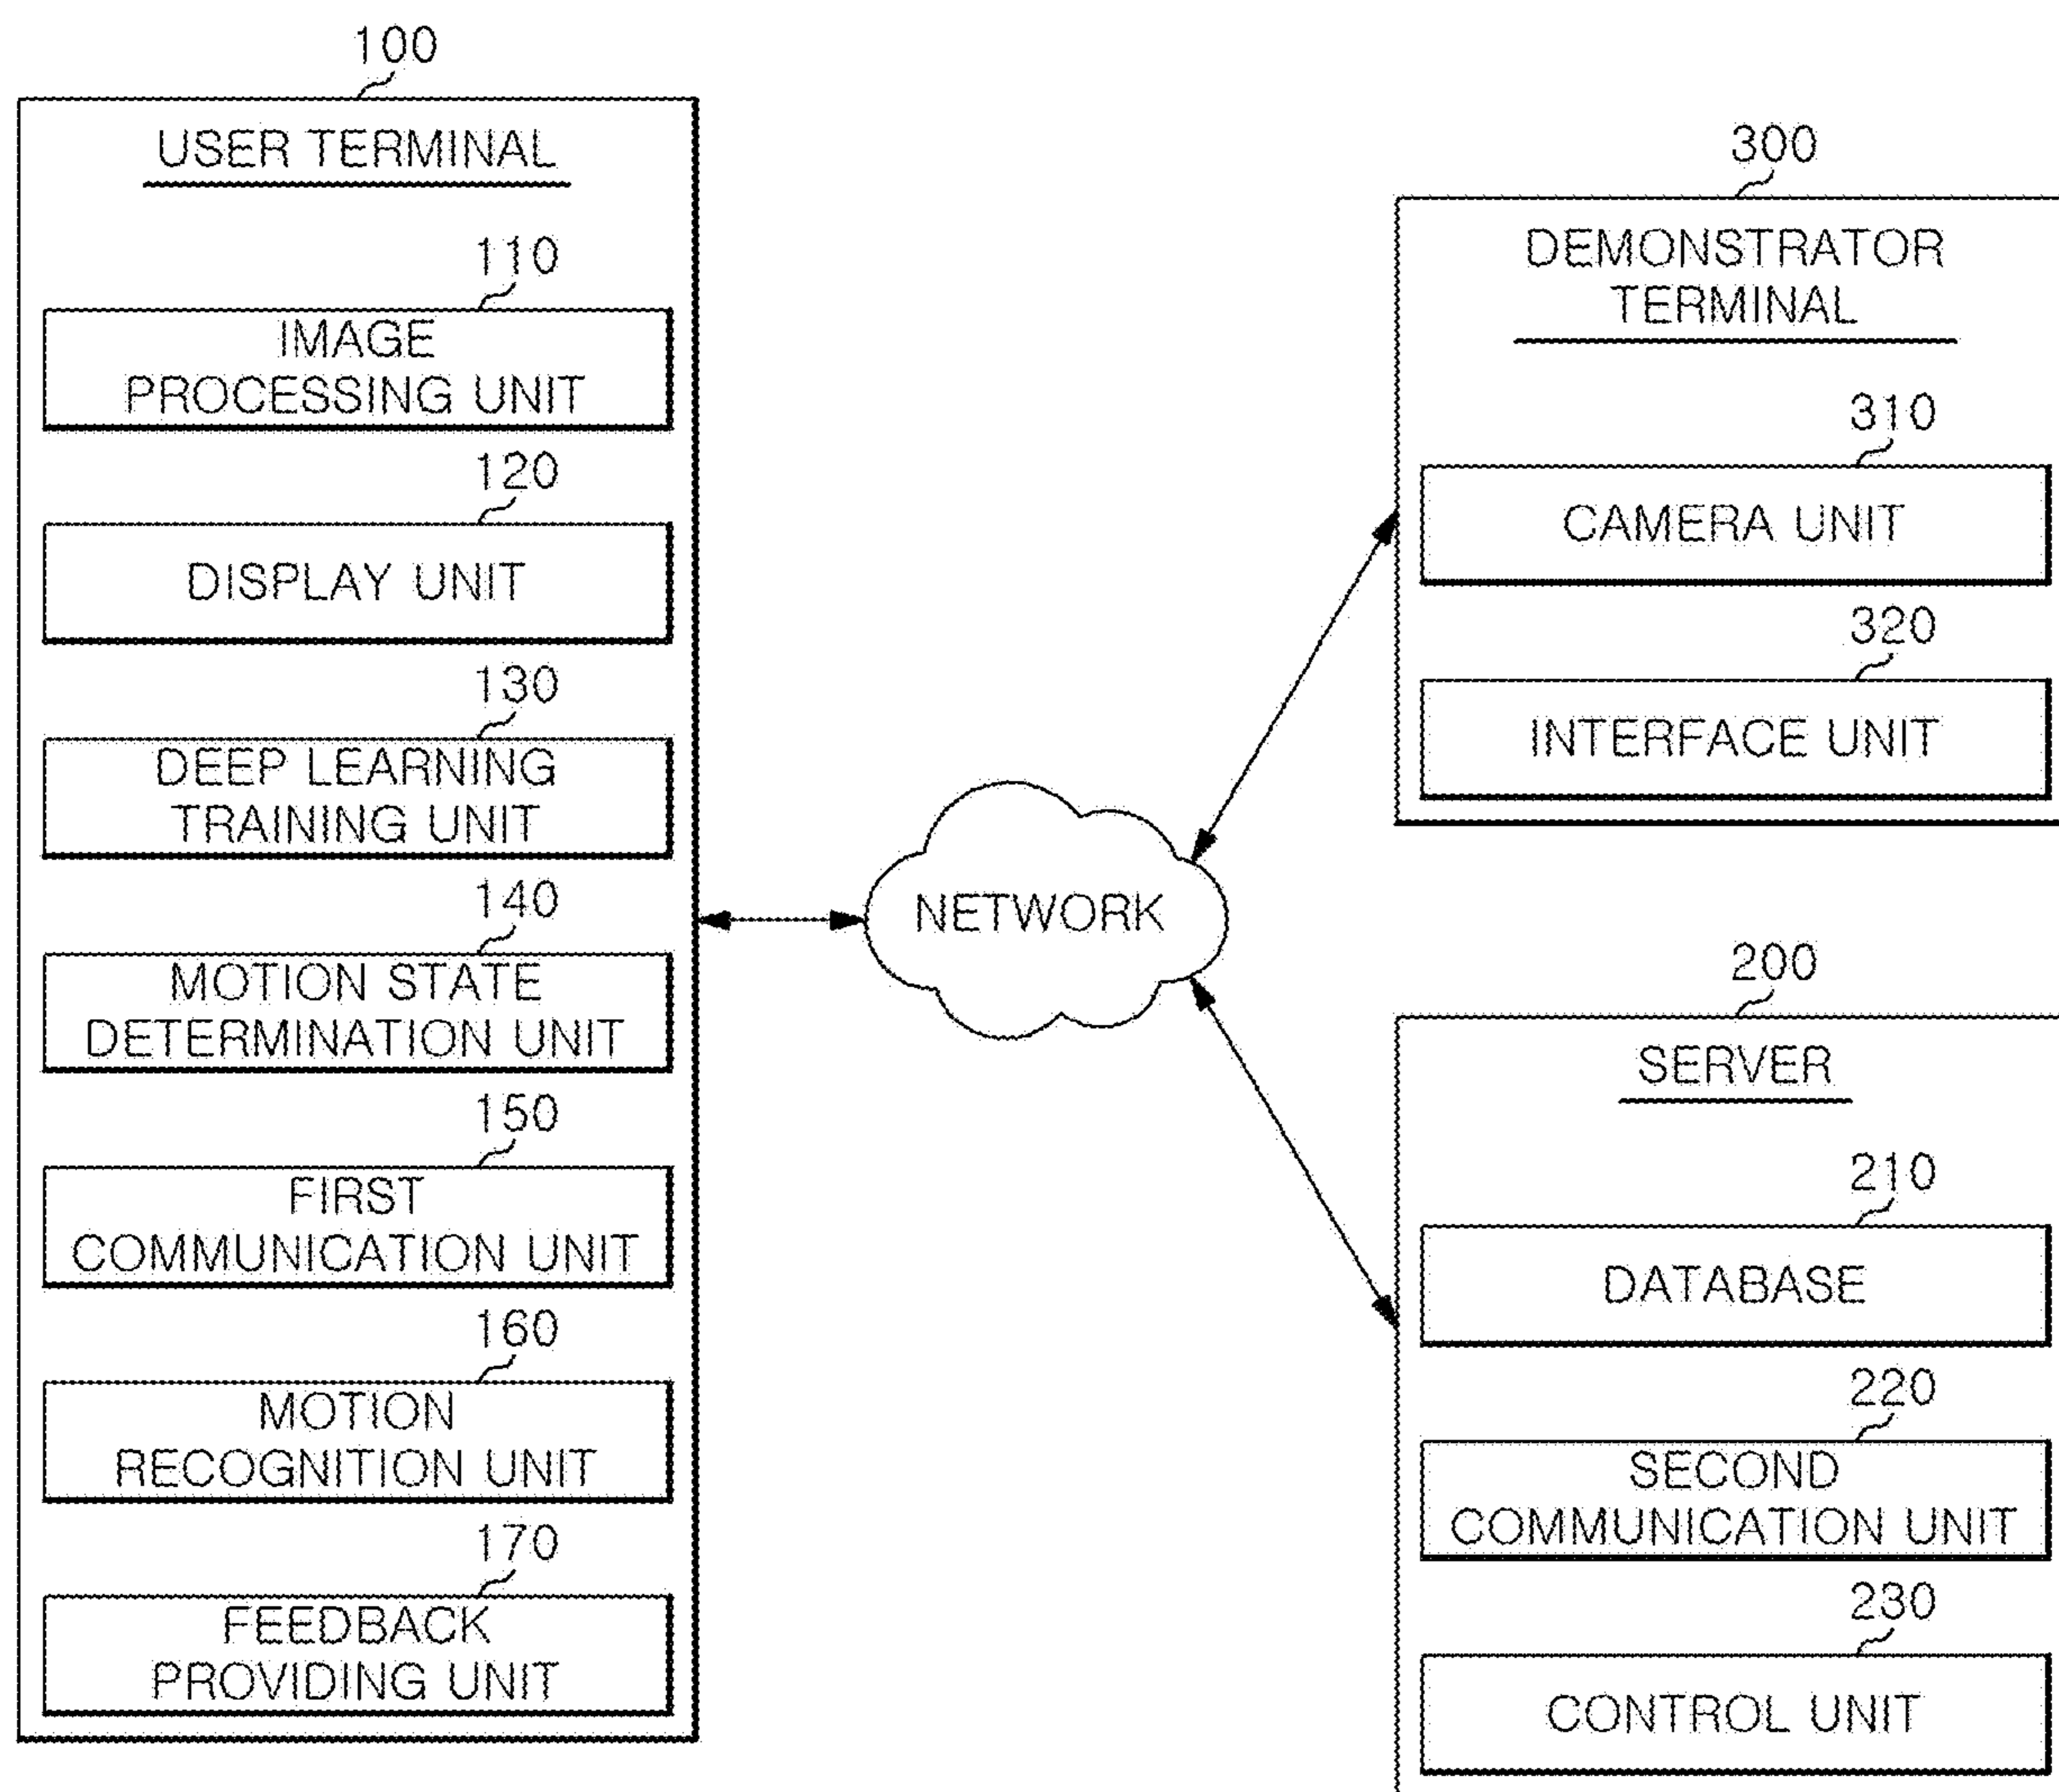 100
USER TERMINAL
110
IMAGE
PROCESSING UNIT
120
DISPLAY UNIT
130
DEEP LEARNING
TRAINING UNIT
140
MOTION STATE
DETERMINATION UNIT
150
FIRST
COMMUNICATION UNIT
160
MOTION
RECOGNITION UNIT
170
FEEDBACK
PROVIDING UNIT
NETWORK
300
DEMONSTRATOR
TERMINAL
310
CAMERA UNIT
320
INTERFACE UNIT
200
SERVER
210
DATABASE
220
SECOND
COMMUNICATION UNIT
230
CONTROL UNIT